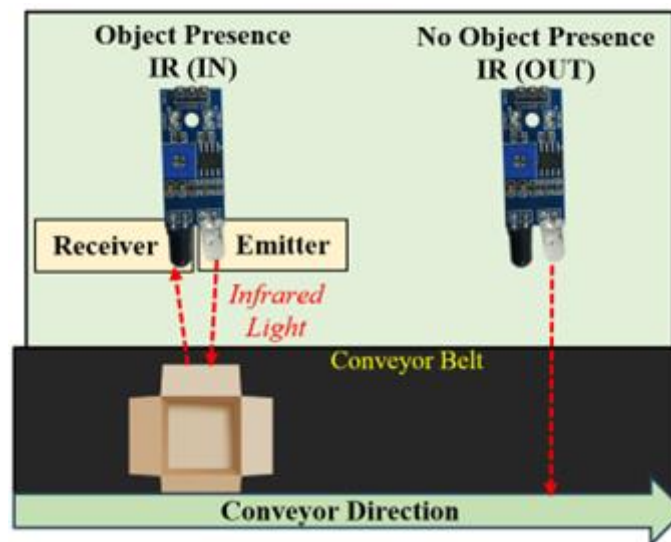 Object Presence
IR (IN)
No Object Presence
IR (OUT)
Receiver
Emitter
Infrared
Light
Conveyor Belt
Conveyor Direction